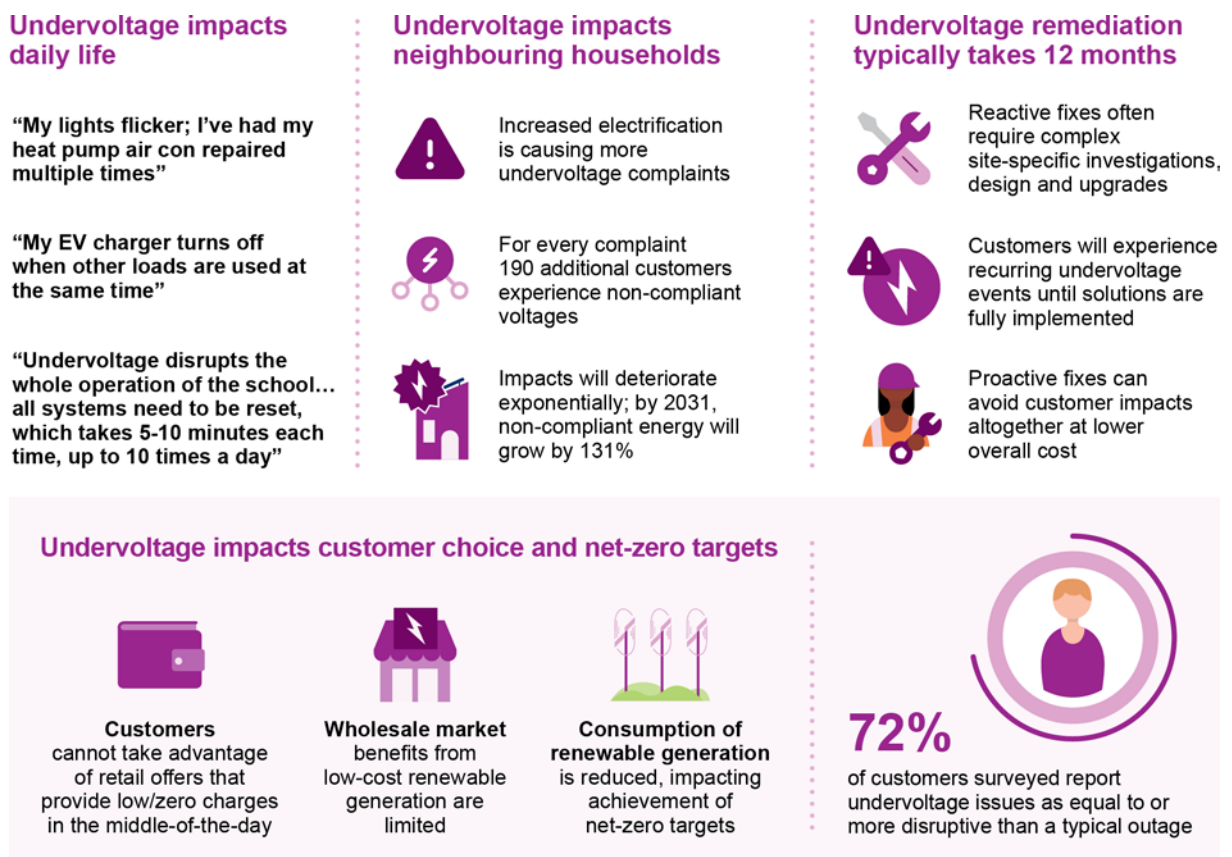 Undervoltage impacts
daily life
“My lights flicker; I’ve had my
heat pump air con repaired
multiple times”
“My EV charger turns off
when other loads are used at
the same time”
“Undervoltage disrupts the
whole operation of the school…
all systems need to be reset,
which takes 5-10 minutes each
time, up to 10 times a day”
Undervoltage impacts
neighbouring households
Increased electrification
is causing more
undervoltage complaints
For every complaint
190 additional customers
experience non-compliant
voltages
Impacts will deteriorate
exponentially; by 2031,
non-compliant energy will
grow by 131%
Undervoltage remediation
typically takes 12 months
Reactive fixes often
require complex
site-specific investigations,
design and upgrades
Customers will experience
recurring undervoltage
events until solutions are
fully implemented
Proactive fixes can
avoid customer impacts
altogether at lower
overall cost
Undervoltage impacts customer choice and net-zero targets
Customers
cannot take advantage
of retail offers that
provide low/zero charges
in the middle-of-the-day
Wholesale market
benefits from
low-cost renewable
generation are
limited
Consumption of
renewable generation
is reduced, impacting
achievement of
net-zero targets
72%
of customers surveyed report
undervoltage issues as equal to or
more disruptive than a typical outage